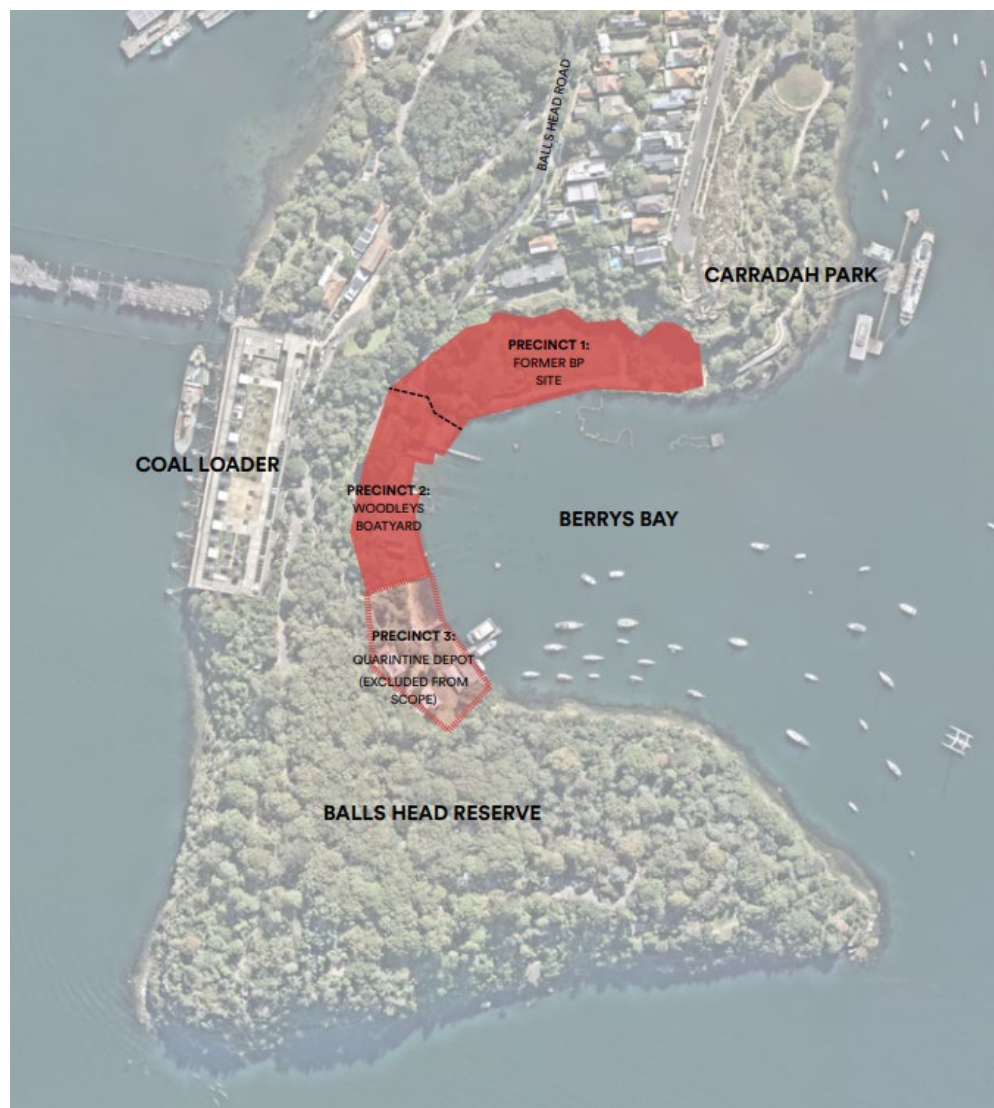 BALLS HEAD ROAD
CARRADAH PARK
PRECINCT 1:
FORMER BP
SITE
COAL LOADER
PRECINCT 2:
WOODLEYS
BOATYARD
BERRYS BAY
PRECINCT 3:
QUARINTINE DEPOT
(EXCLUDED FROM
SCOPE)
BALLS HEAD RESERVE